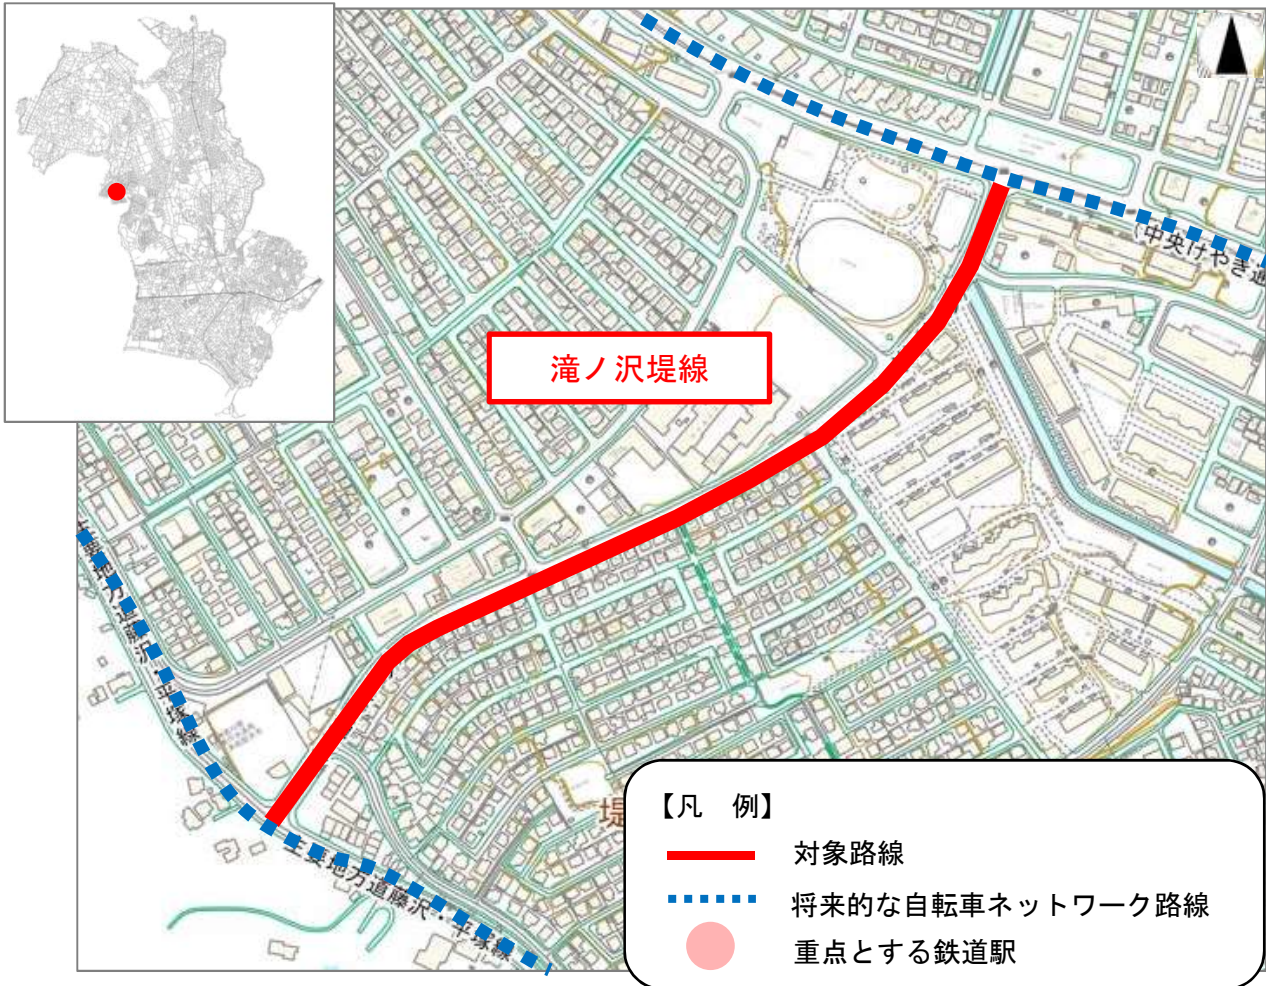 中央けやき通
滝ノ沢堤線
主要地方道藤沢・平塚線
主要地方道藤沢・平塚線
堤
【凡　例】
対象路線
将来的な自転車ネットワーク路線
重点とする鉄道駅